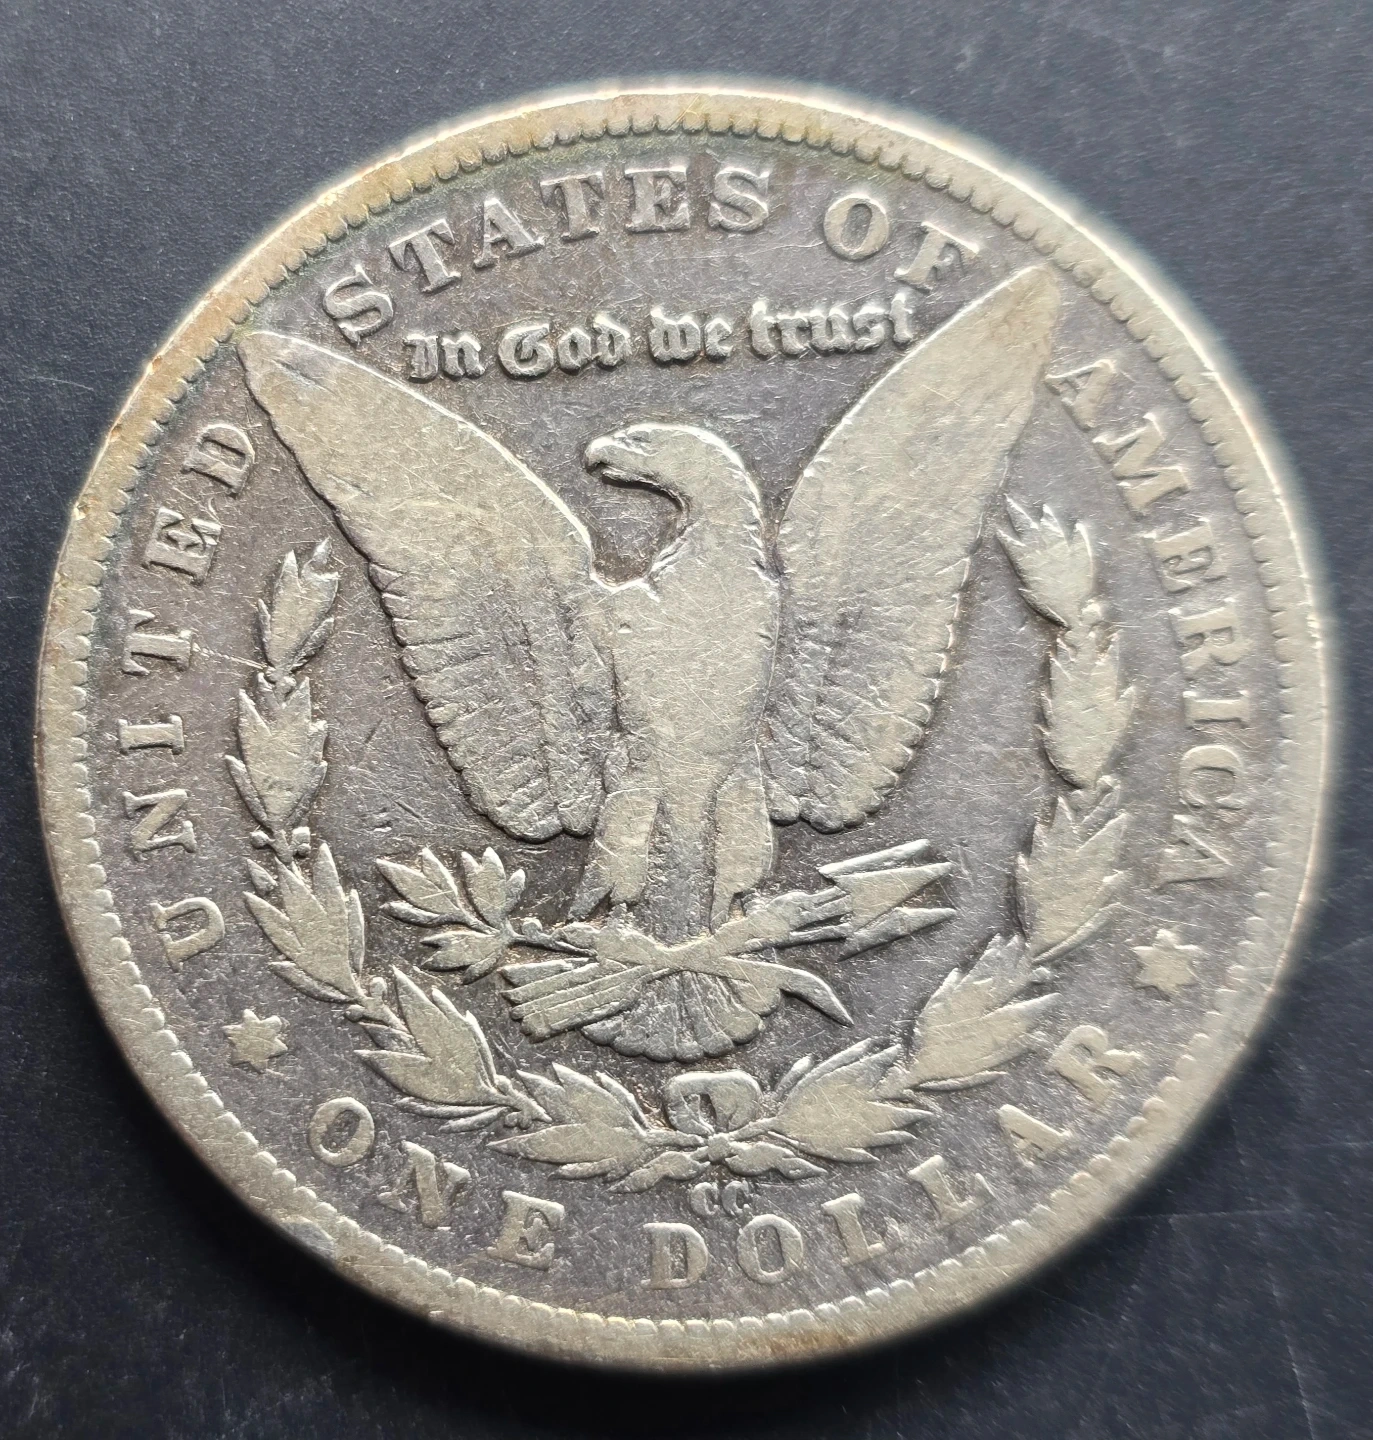 UNITED STATES OF AMERICA
In God we trust
CC
ONE DOLLAR